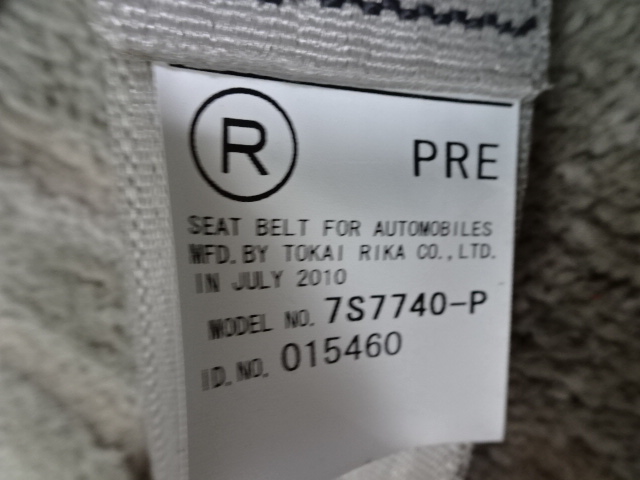 R PRE
SEAT BELT FOR AUTOMOBILES
MFD. BY TOKAI RIKA CO., LTD.
IN JULY 2010
MODEL NO. 7S7740-P
ID. NO. 015460